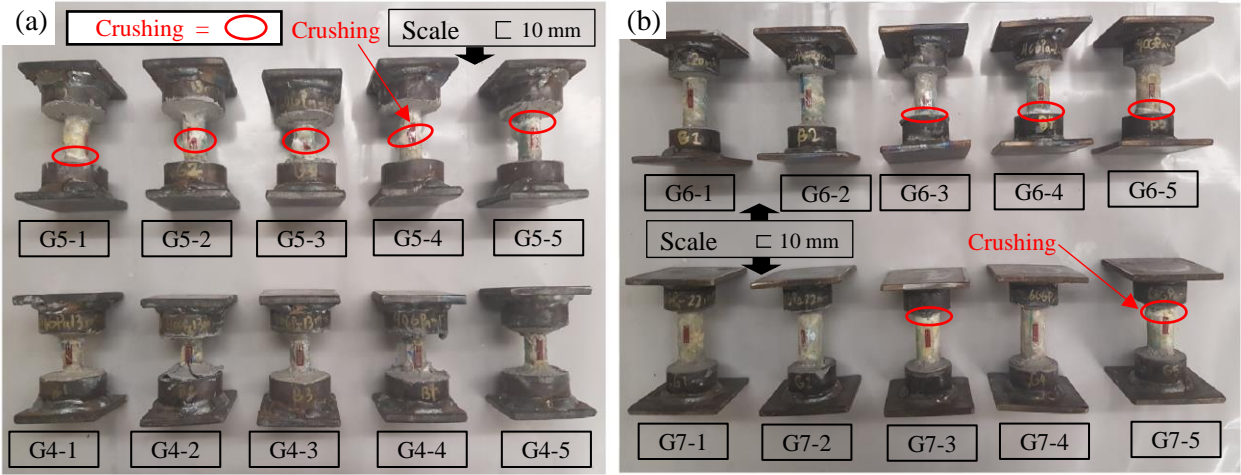 (a)
Crushing =
Crushing
Scale 10 mm
G5-1 G5-2 G5-3 G5-4 G5-5
G4-1 G4-2 G4-3 G4-4 G4-5
(b)
B-1 B-2
G6-1 G6-2 G6-3 G6-4 G6-5
Scale 10 mm
Crushing
G7-1 G7-2 G7-3 G7-4 G7-5